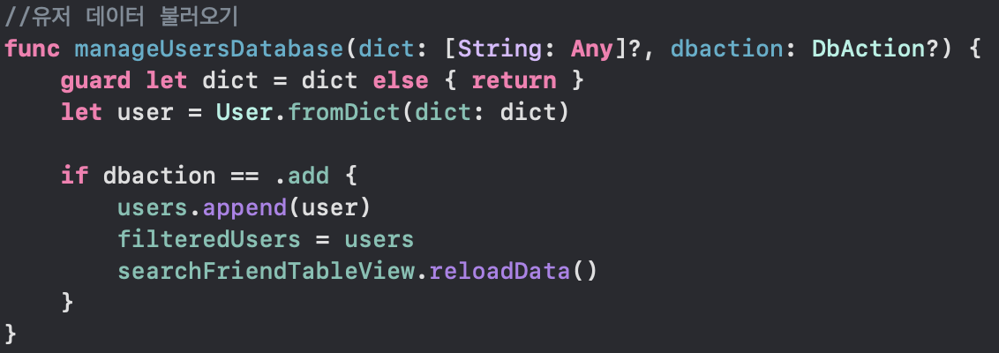 //유저 데이터 불러오기
func manageUsersDatabase(dict: [String: Any]?, dbaction: DbAction?) {
    guard let dict = dict else { return }
    let user = User.fromDict(dict: dict)

    if dbaction == .add {
        users.append(user)
        filteredUsers = users
        searchFriendTableView.reloadData()
    }
}